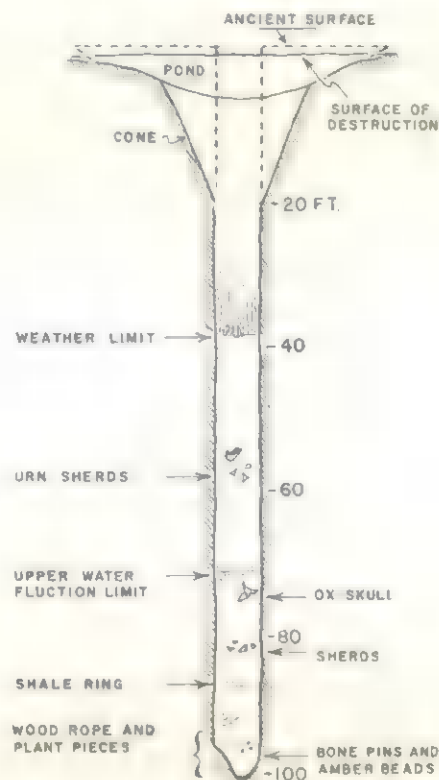 ANCIENT SURFACE
POND
SURFACE OF
DESTRUCTION
CONE
20 FT.
WEATHER LIMIT
40
URN SHERDS
60
UPPER WATER
FLUCTION LIMIT
OX SKULL
80
SHERDS
SHALE RING
WOOD ROPE AND
PLANT PIECES
BONE PINS AND
AMBER BEADS
100